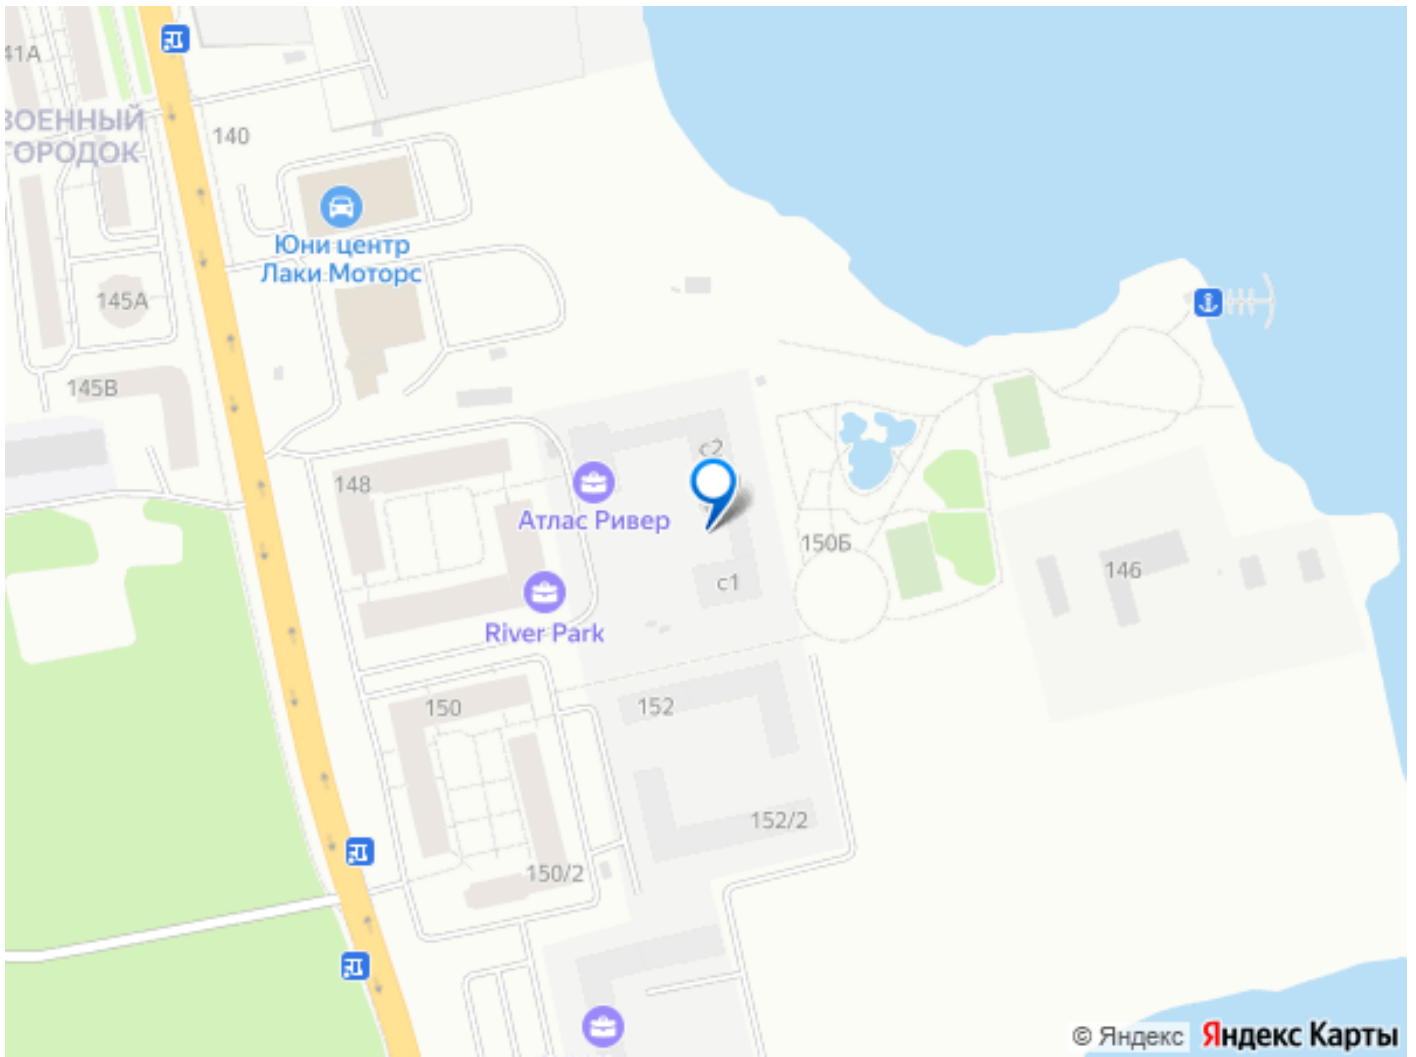 41А
ВОЕННЫЙ
ГОРОДОК
140
Юни центр
Лаки Моторс
145А
145В
с2
148
Атлас Ривер
150Б
146
с1
River Park
150
152
152/2
150/2
© Яндекс Яндекс Карты